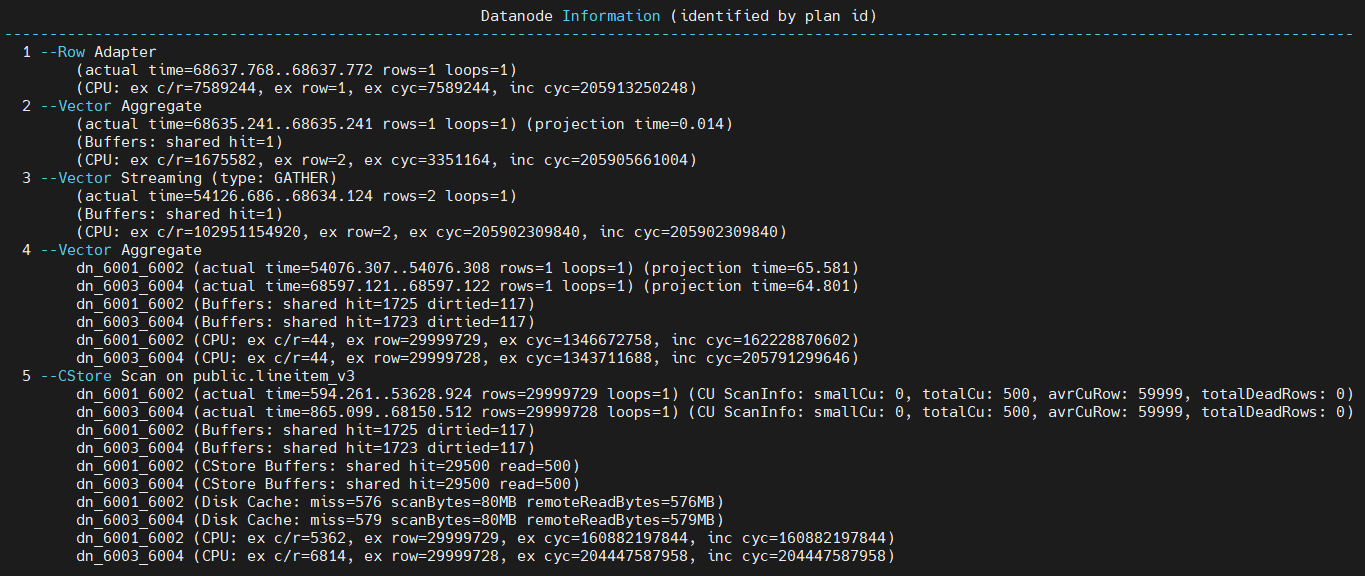 Datanode Information (identified by plan id)
---------------------------------------------------------------------------------------------------------------------------------------------------------
1 --Row Adapter
(actual time=68637.768..68637.772 rows=1 loops=1)
(CPU: ex c/r=7589244, ex row=1, ex cyc=7589244, inc cyc=205913250248)
2 --Vector Aggregate
(actual time=68635.241..68635.241 rows=1 loops=1) (projection time=0.014)
(Buffers: shared hit=1)
(CPU: ex c/r=1675582, ex row=2, ex cyc=3351164, inc cyc=205905661004)
3 --Vector Streaming (type: GATHER)
(actual time=54126.686..68634.124 rows=2 loops=1)
(Buffers: shared hit=1)
(CPU: ex c/r=102951154920, ex row=2, ex cyc=205902309840, inc cyc=205902309840)
4 --Vector Aggregate
dn_6001_6002 (actual time=54076.307..54076.308 rows=1 loops=1) (projection time=65.581)
dn_6003_6004 (actual time=68597.121..68597.122 rows=1 loops=1) (projection time=64.801)
dn_6001_6002 (Buffers: shared hit=1725 dirtied=117)
dn_6003_6004 (Buffers: shared hit=1723 dirtied=117)
dn_6001_6002 (CPU: ex c/r=44, ex row=29999729, ex cyc=1346672758, inc cyc=162228870602)
dn_6003_6004 (CPU: ex c/r=44, ex row=29999728, ex cyc=1343711688, inc cyc=205791299646)
5 --CStore Scan on public.lineitem_v3
dn_6001_6002 (actual time=594.261..53628.924 rows=29999729 loops=1) (CU ScanInfo: smallCu: 0, totalCu: 500, avrCuRow: 59999, totalDeadRows: 0)
dn_6003_6004 (actual time=865.099..68150.512 rows=29999728 loops=1) (CU ScanInfo: smallCu: 0, totalCu: 500, avrCuRow: 59999, totalDeadRows: 0)
dn_6001_6002 (Buffers: shared hit=1725 dirtied=117)
dn_6003_6004 (Buffers: shared hit=1723 dirtied=117)
dn_6001_6002 (CStore Buffers: shared hit=29500 read=500)
dn_6003_6004 (CStore Buffers: shared hit=29500 read=500)
dn_6001_6002 (Disk Cache: miss=576 scanBytes=80MB remoteReadBytes=576MB)
dn_6003_6004 (Disk Cache: miss=579 scanBytes=80MB remoteReadBytes=579MB)
dn_6001_6002 (CPU: ex c/r=5362, ex row=29999729, ex cyc=160882197844, inc cyc=160882197844)
dn_6003_6004 (CPU: ex c/r=6814, ex row=29999728, ex cyc=204447587958, inc cyc=204447587958)